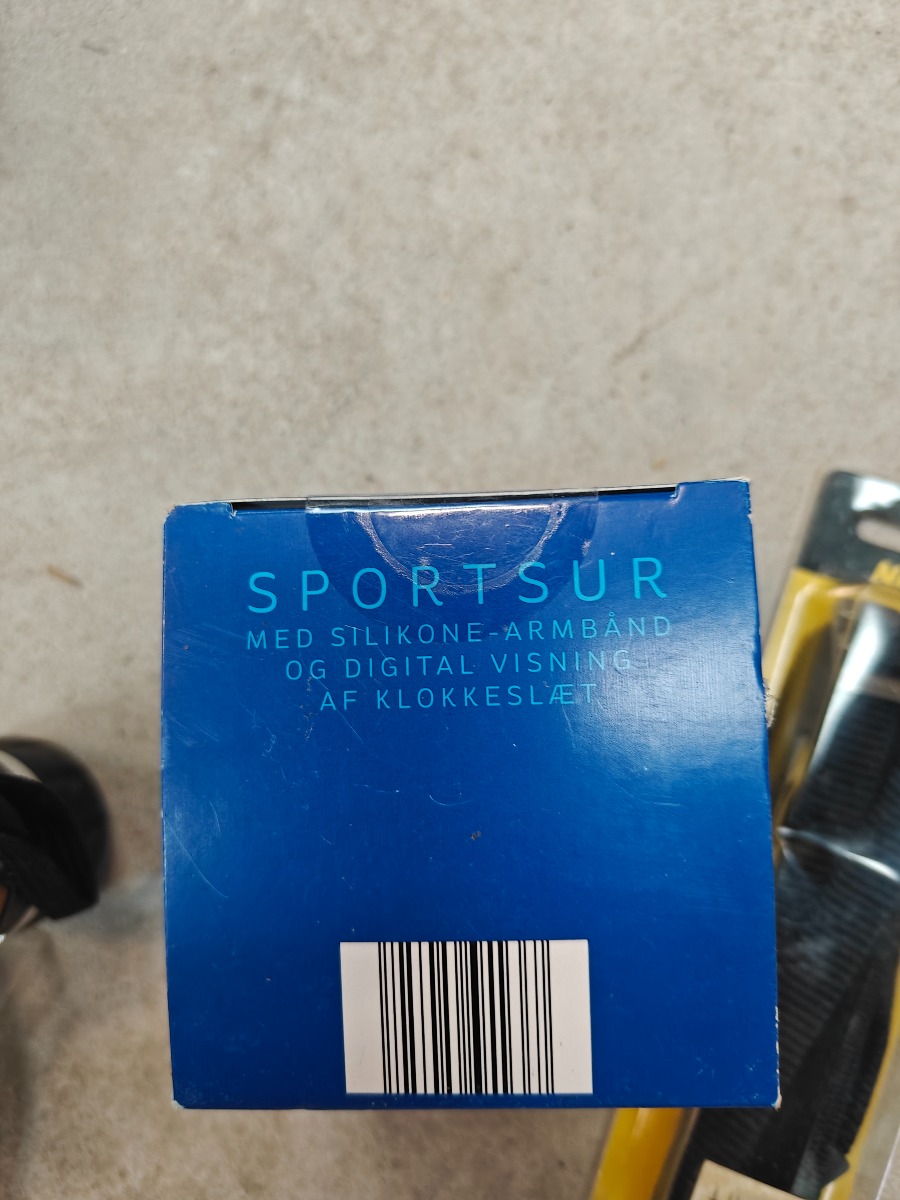 SPORTSUR
MED SILIKONE-ARMBÅND
OG DIGITAL VISNING
AF KLOKKESLÆT